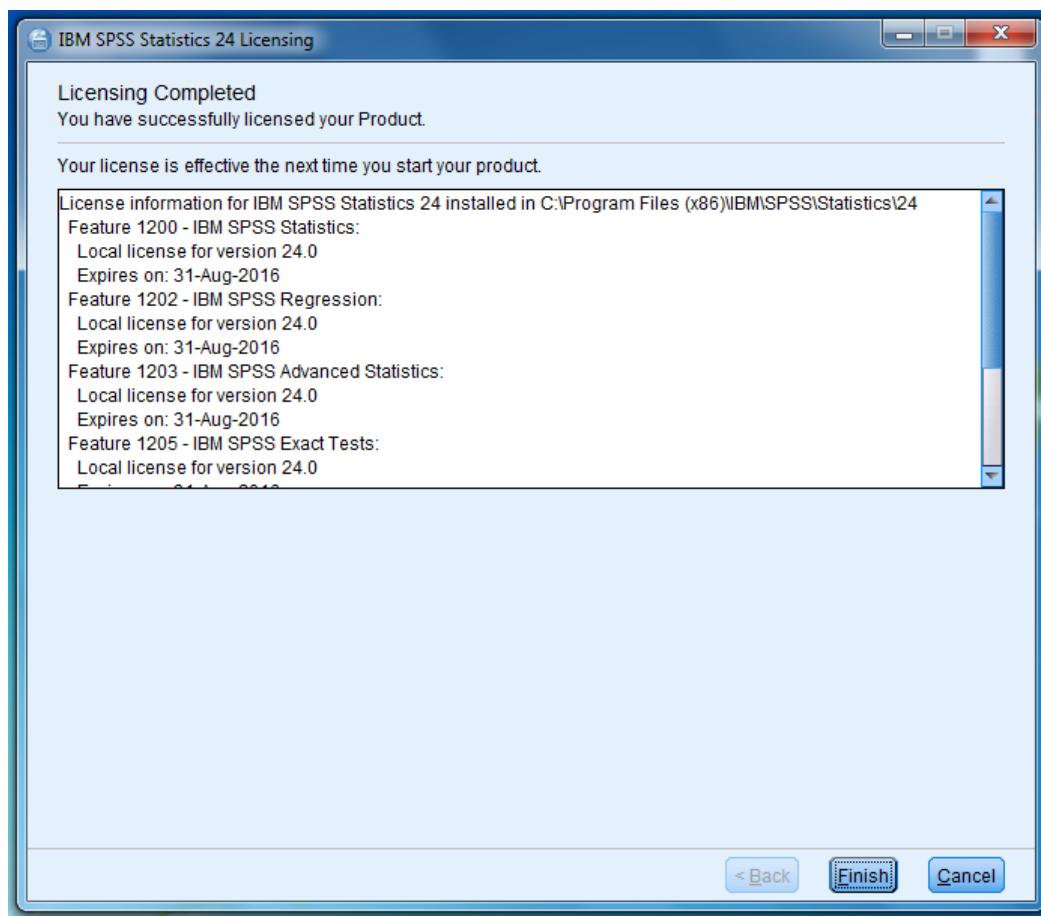 IBM SPSS Statistics 24 Licensing
Licensing Completed
You have successfully licensed your Product.
Your license is effective the next time you start your product.
License information for IBM SPSS Statistics 24 installed in C:\Program Files (x86)\IBM\SPSS\Statistics\24
Feature 1200 - IBM SPSS Statistics:
Local license for version 24.0
Expires on: 31-Aug-2016
Feature 1202 - IBM SPSS Regression:
Local license for version 24.0
Expires on: 31-Aug-2016
Feature 1203 - IBM SPSS Advanced Statistics:
Local license for version 24.0
Expires on: 31-Aug-2016
Feature 1205 - IBM SPSS Exact Tests:
Local license for version 24.0
< Back Finish Cancel